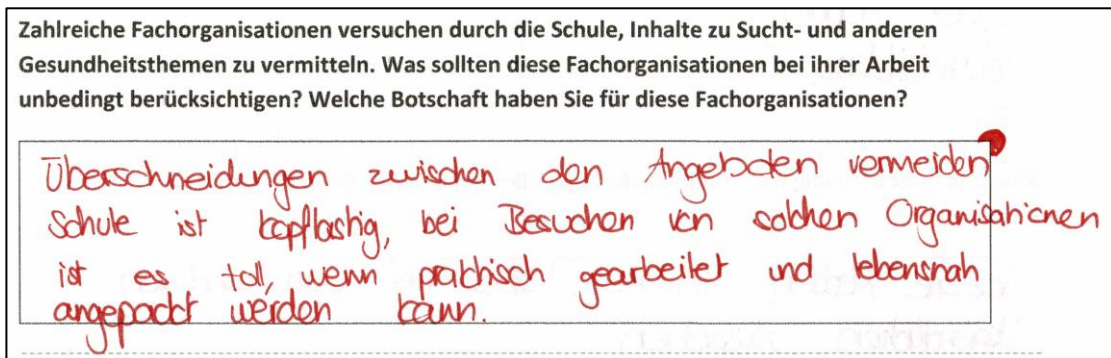 Zahlreiche Fachorganisationen versuchen durch die Schule, Inhalte zu Sucht- und anderen
Gesundheitsthemen zu vermitteln. Was sollten diese Fachorganisationen bei ihrer Arbeit
unbedingt berücksichtigen? Welche Botschaft haben Sie für diese Fachorganisationen?
Überschneidungen zwischen den Angeboten vermeiden
Schule ist kopflastig, bei Besuchen von solchen Organisationen
ist es toll, wenn praktisch gearbeitet und lebensnah
angepackt werden kann.